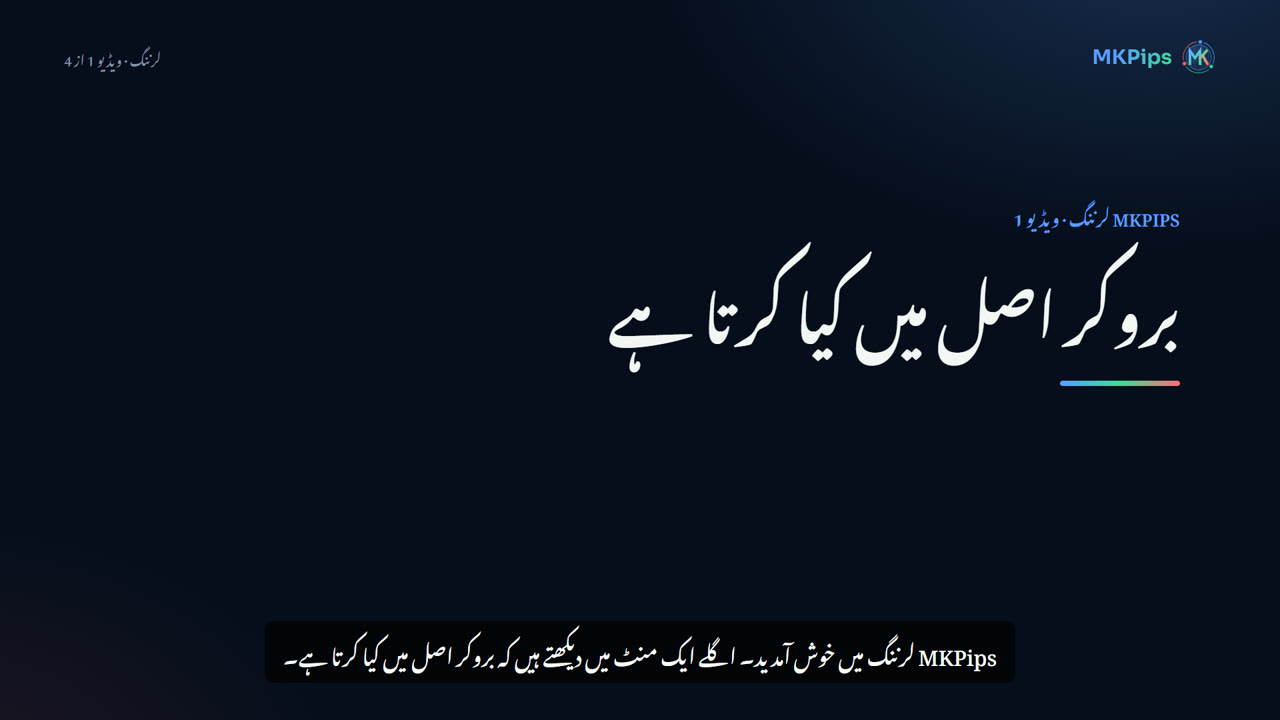 MKPips
MK
لرننگ · ویڈیو 1 از 4
MKPIPS لرننگ · ویڈیو 1
بروکر اصل میں کیا کرتا ہے
MKPips لرننگ میں خوش آمدید۔ اگلے ایک منٹ میں دیکھتے ہیں کہ بروکر اصل میں کیا کرتا ہے۔